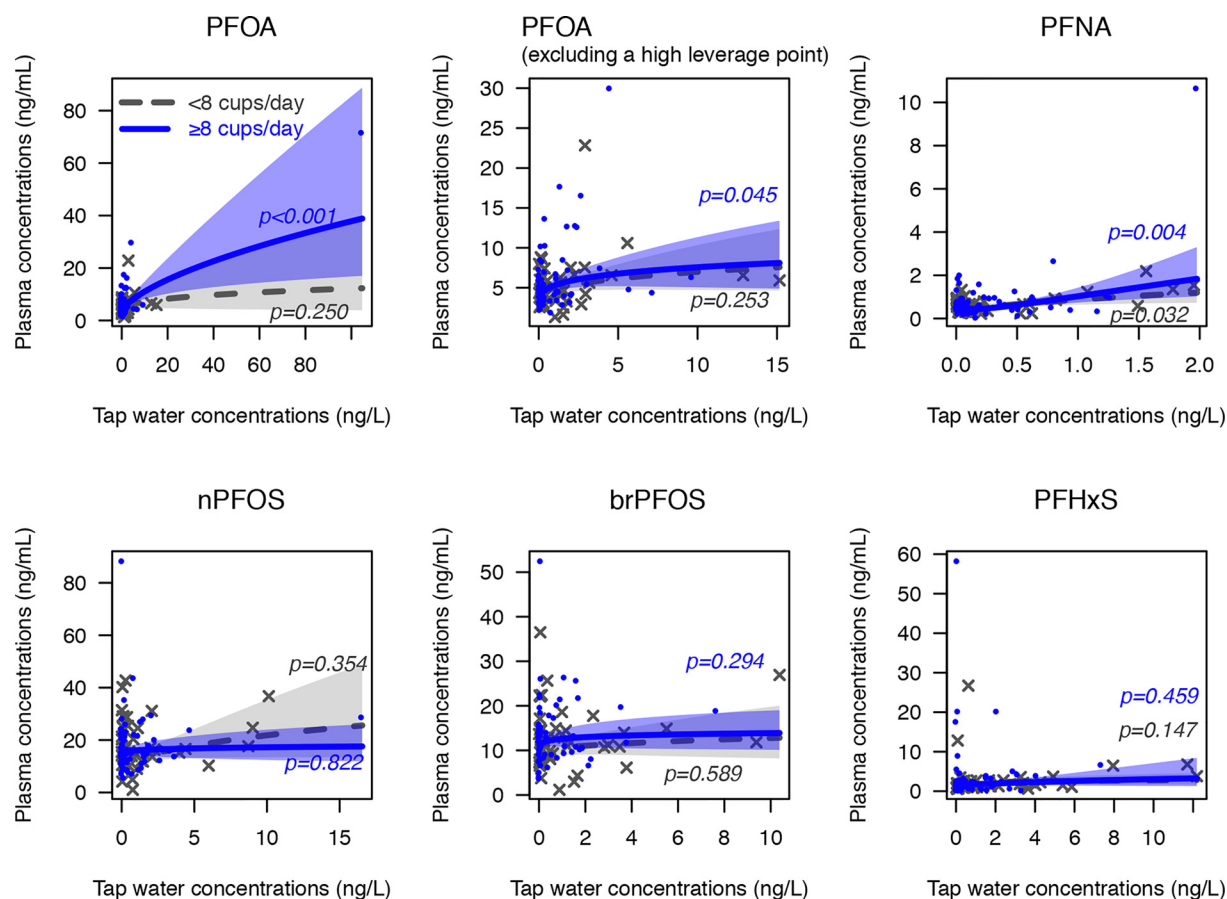 PFOA
Plasma concentrations (ng/mL)
80
60
40
20
0
<8 cups/day
≥8 cups/day
p<0.001
p=0.250
0 20 40 60 80
Tap water concentrations (ng/L)
PFOA
(excluding a high leverage point)
Plasma concentrations (ng/mL)
30
25
20
15
10
5
0
p=0.045
p=0.253
0 5 10 15
Tap water concentrations (ng/L)
PFNA
Plasma concentrations (ng/mL)
10
8
6
4
2
0
p=0.004
p=0.032
0.0 0.5 1.0 1.5 2.0
Tap water concentrations (ng/L)
nPFOS
Plasma concentrations (ng/mL)
80
60
40
20
0
p=0.354
p=0.822
0 5 10 15
Tap water concentrations (ng/L)
brPFOS
Plasma concentrations (ng/mL)
50
40
30
20
10
0
p=0.294
p=0.589
0 2 4 6 8 10
Tap water concentrations (ng/L)
PFHxS
Plasma concentrations (ng/mL)
60
50
40
30
20
10
0
p=0.459
p=0.147
0 2 4 6 8 10
Tap water concentrations (ng/L)